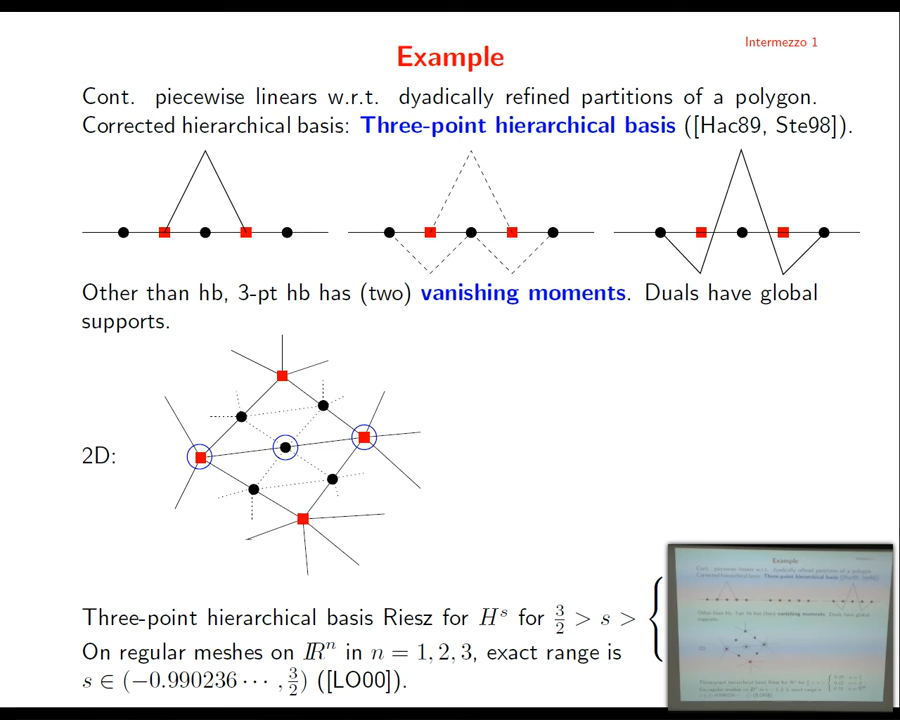 Intermezzo 1
Example
Cont. piecewise linears w.r.t. dyadically refined partitions of a polygon.
Corrected hierarchical basis: Three-point hierarchical basis ([Hac89, Ste98]).
Other than hb, 3-pt hb has (two) vanishing moments. Duals have global
supports.
2D:
Three-point hierarchical basis Riesz for H^s for 3/2 > s > {
On regular meshes on ℝ^n in n = 1, 2, 3, exact range is
s ∈ (−0.990236 ⋯ , 3/2) ([LO00]).